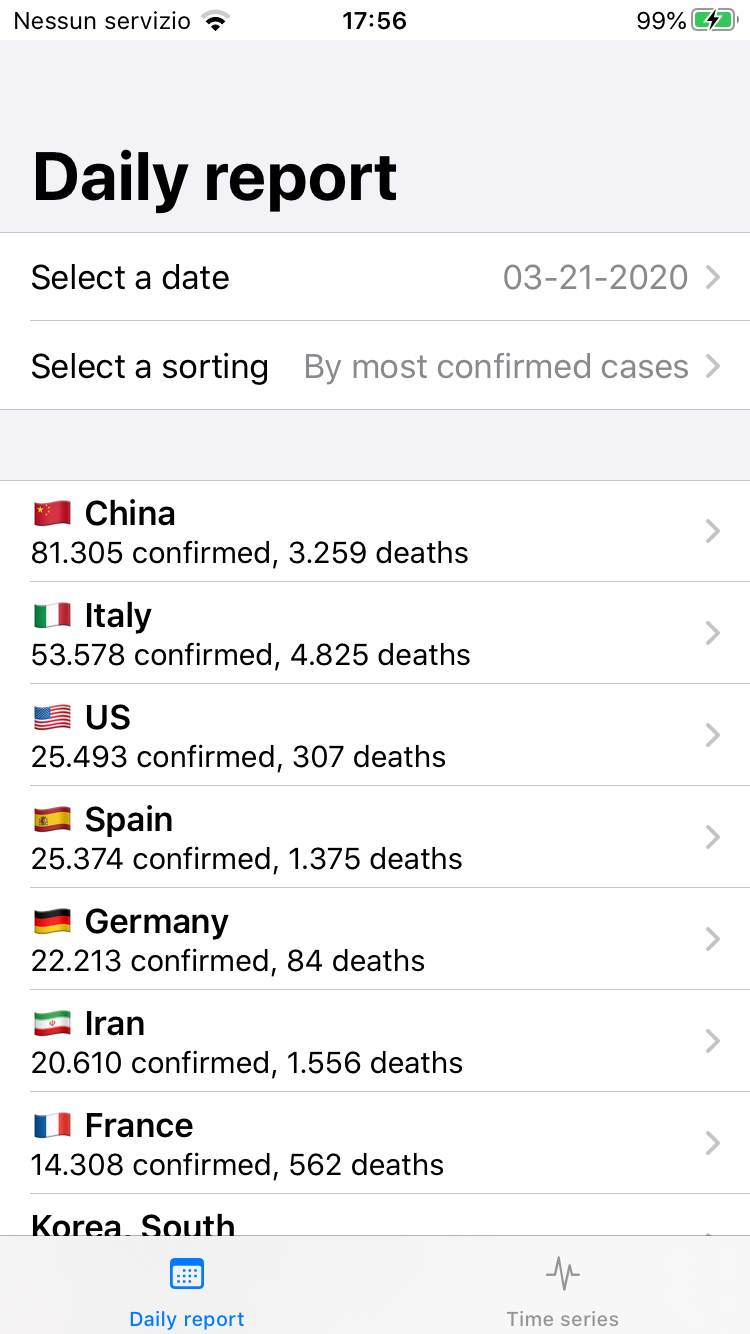 Nessun servizio 17:56 99%
Daily report
Select a date 03-21-2020
Select a sorting By most confirmed cases
China
81.305 confirmed, 3.259 deaths
Italy
53.578 confirmed, 4.825 deaths
US
25.493 confirmed, 307 deaths
Spain
25.374 confirmed, 1.375 deaths
Germany
22.213 confirmed, 84 deaths
Iran
20.610 confirmed, 1.556 deaths
France
14.308 confirmed, 562 deaths
Korea, South
Daily report Time series